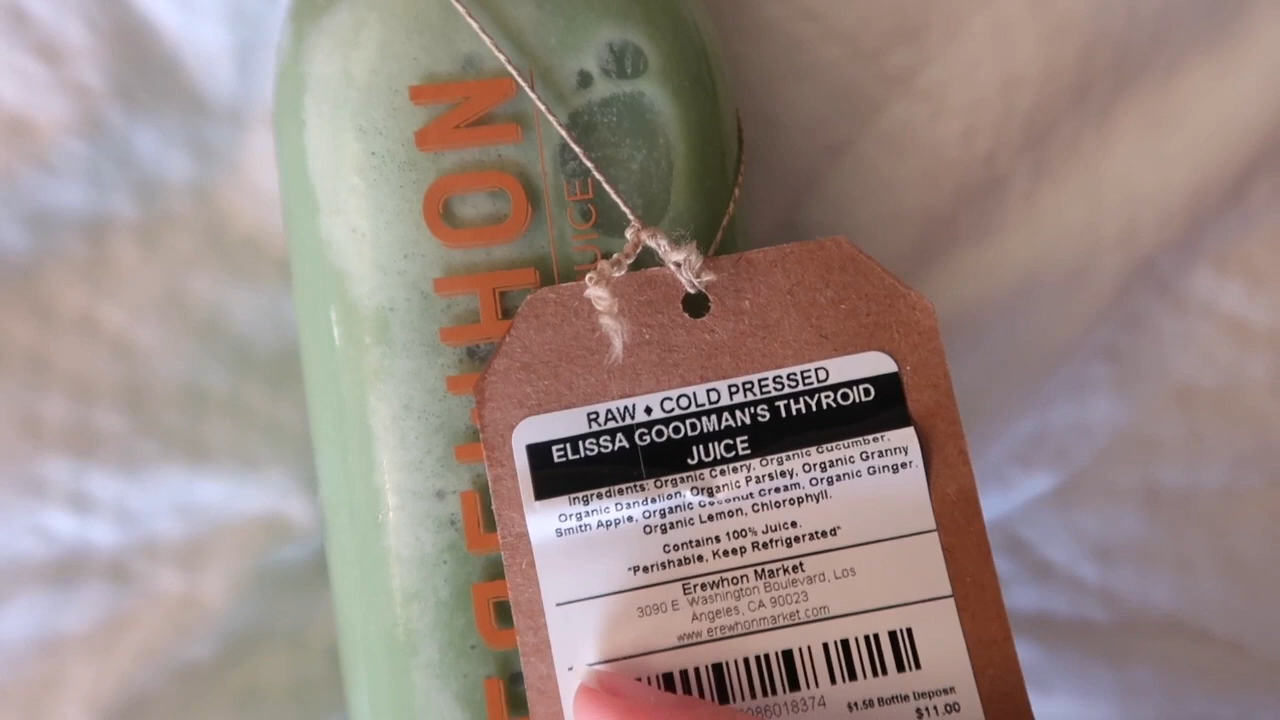 EREWHON
JUICE
RAW ♦ COLD PRESSED
ELISSA GOODMAN'S THYROID
JUICE
Ingredients: Organic Celery, Organic Cucumber,
Organic Dandelion, Organic Parsley, Organic Granny
Smith Apple, Organic Coconut Cream, Organic Ginger,
Organic Lemon, Chlorophyll.
Contains 100% Juice.
"Perishable, Keep Refrigerated"
Erewhon Market
3090 E. Washington Boulevard, Los
Angeles, CA 90023
www.erewhonmarket.com
086018374
$1.50 Bottle Deposit
$11.00